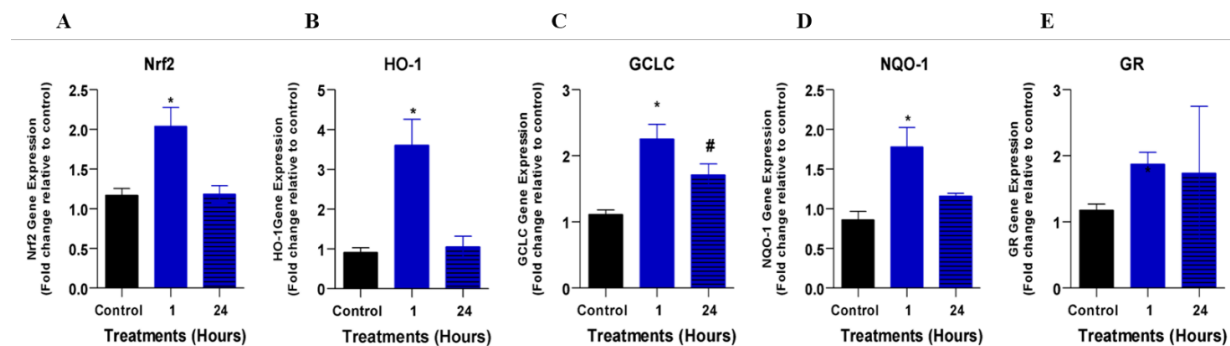 A B C D E
Nrf2
Nrf2 Gene Expression
(Fold change relative to control)
2.5
2.0
1.5
1.0
0.5
0.0
*
Control 1 24
Treatments (Hours)
HO-1
HO-1Gene Expression
(Fold change relative to control)
5
4
3
2
1
0
*
Control 1 24
Treatments (Hours)
GCLC
GCLC Gene Expression
(Fold change relative to control)
3
2
1
0
*
#
Control 1 24
Treatments (Hours)
NQO-1
NQO-1 Gene Expression
(Fold change relative to control)
2.5
2.0
1.5
1.0
0.5
0.0
*
Control 1 24
Treatments (Hours)
GR
GR Gene Expression
(Fold change relative to control)
3
2
1
0
*
Control 1 24
Treatments (Hours)